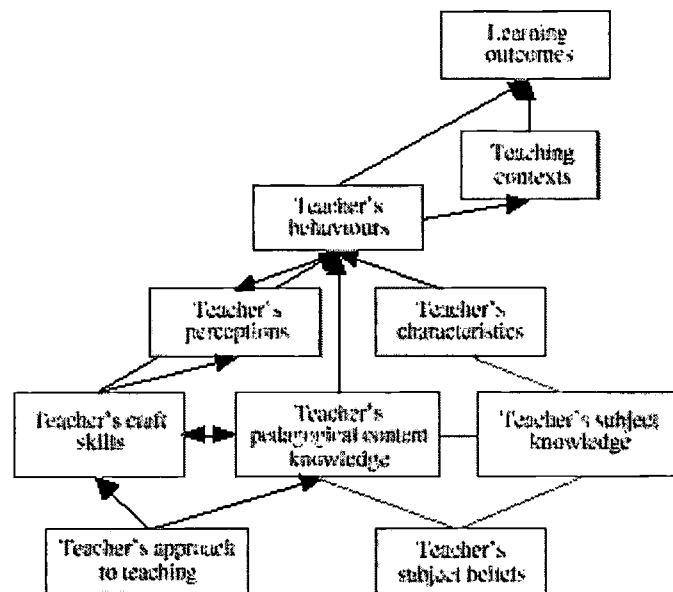 Learning
outcomes
Teaching
contexts
Teacher's
behaviours
Teacher's
perceptions
Teacher's
characteristics
Teacher's craft
skills
Teacher's
pedagogical content
knowledge
Teacher's subject
knowledge
Teacher's approach
to teaching
Teacher's
subject beliefs